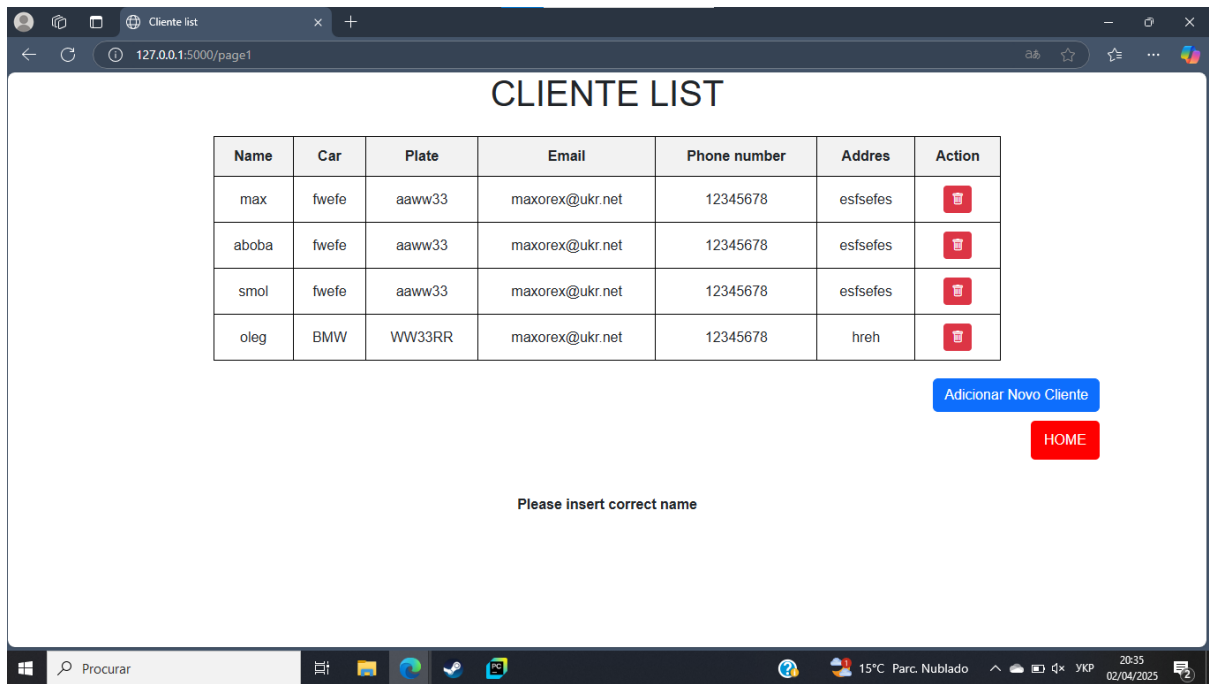 Cliente list
127.0.0.1:5000/page1
CLIENTE LIST
Name Car Plate Email Phone number Addres Action
max fwefe aaww33 maxorex@ukr.net 12345678 esfsefes
aboba fwefe aaww33 maxorex@ukr.net 12345678 esfsefes
smol fwefe aaww33 maxorex@ukr.net 12345678 esfsefes
oleg BMW WW33RR maxorex@ukr.net 12345678 hreh
Adicionar Novo Cliente
HOME
Please insert correct name
Procurar 15°C Parc. Nublado УКР 20:35
02/04/2025 2